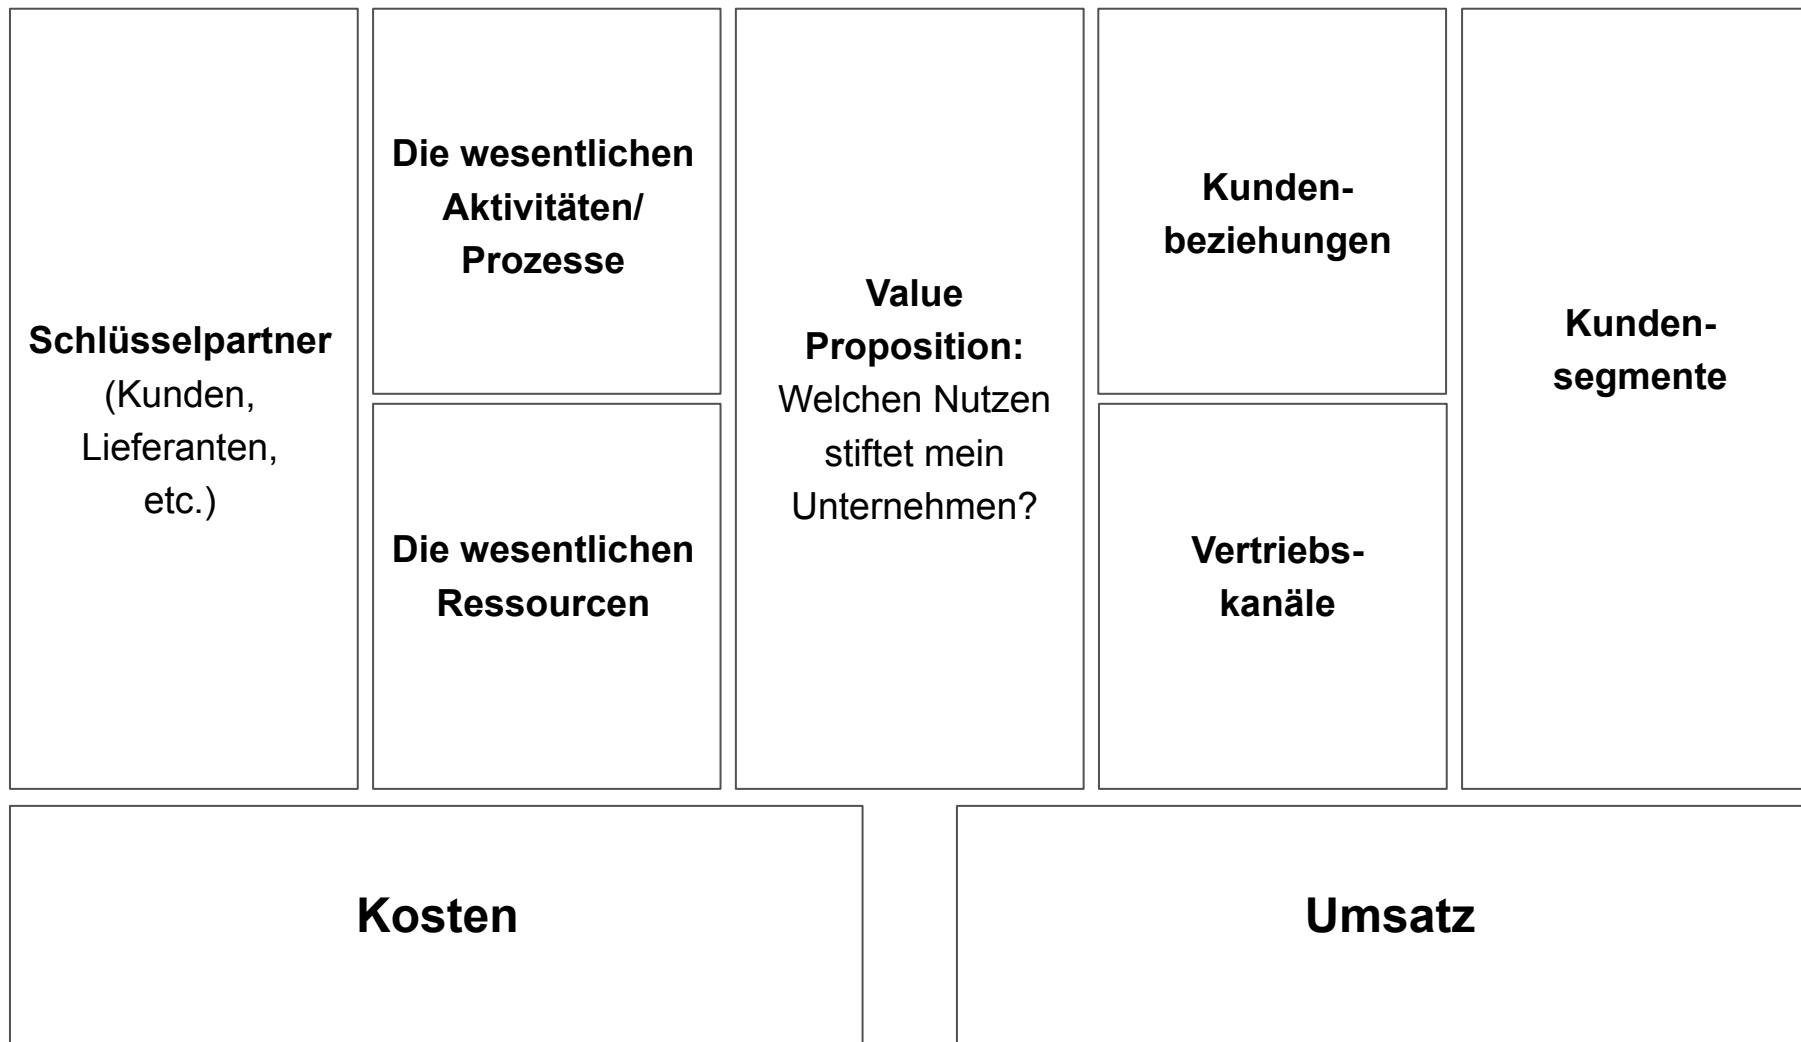 Schlüsselpartner
(Kunden,
Lieferanten,
etc.)
Die wesentlichen
Aktivitäten/
Prozesse
Die wesentlichen
Ressourcen
Value
Proposition:
Welchen Nutzen
stiftet mein
Unternehmen?
Kunden-
beziehungen
Vertriebs-
kanäle
Kunden-
segmente
Kosten
Umsatz